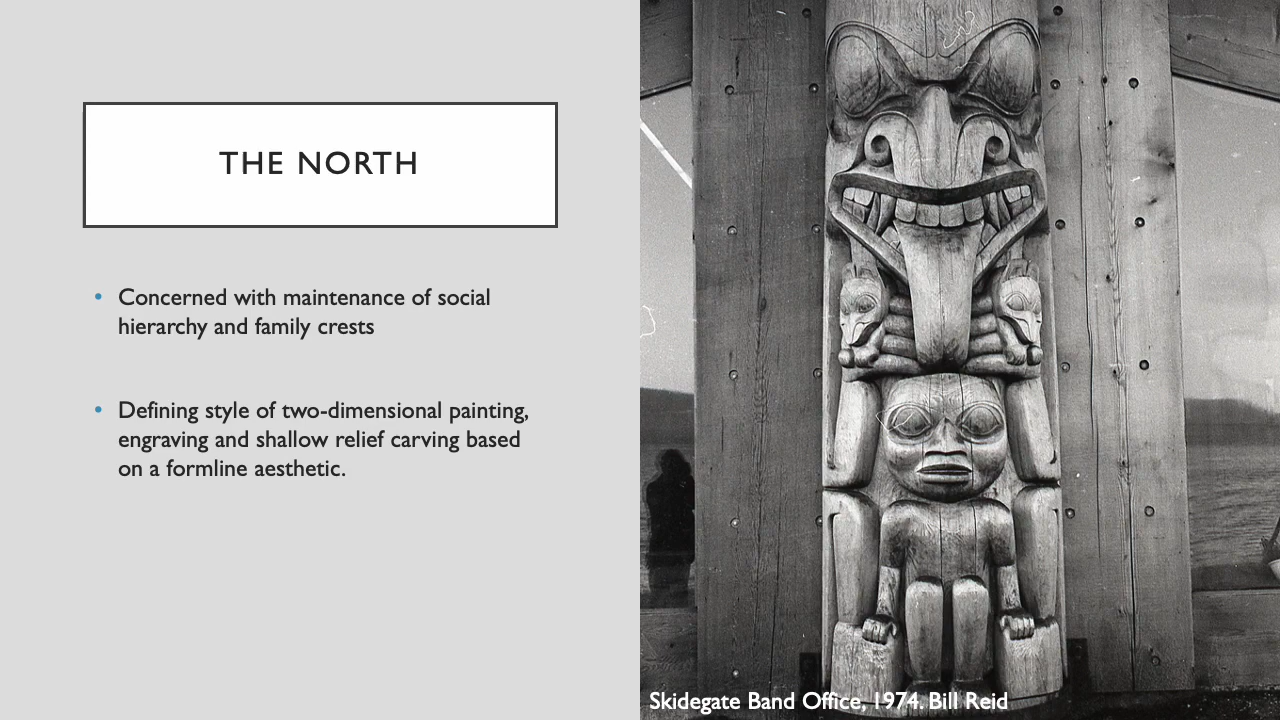 THE NORTH
• Concerned with maintenance of social
hierarchy and family crests
• Defining style of two-dimensional painting,
engraving and shallow relief carving based
on a formline aesthetic.
Skidegate Band Office, 1974. Bill Reid